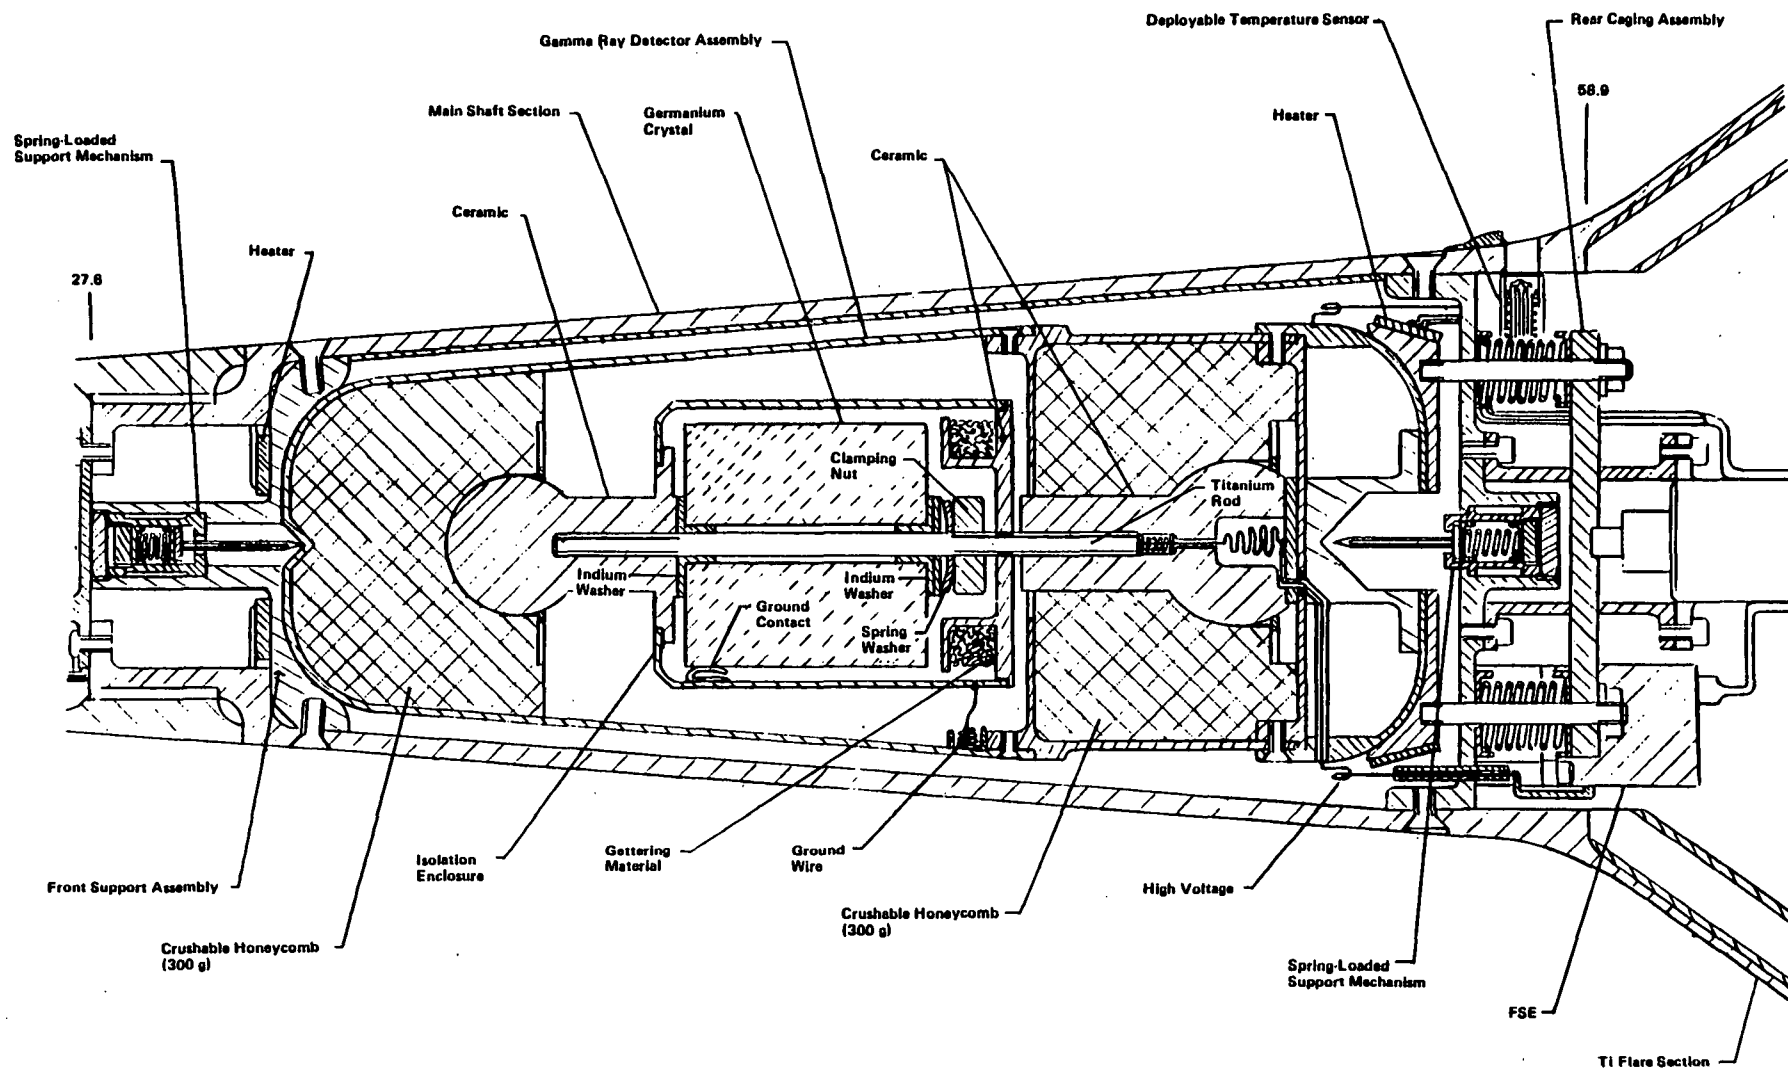 Deployable Temperature Sensor
Rear Caging Assembly
Gamma Ray Detector Assembly
58.9
Main Shaft Section
Germanium
Crystal
Heater
Spring-Loaded
Support Mechanism
Ceramic
Ceramic
Heater
27.6
Clamping
Nut
Titanium
Rod
Indium
Washer
Indium
Washer
Ground
Contact
Spring
Washer
Isolation
Enclosure
Gettering
Material
Ground
Wire
Front Support Assembly
High Voltage
Crushable Honeycomb
(300 g)
Crushable Honeycomb
(300 g)
Spring-Loaded
Support Mechanism
FSE
Ti Flare Section